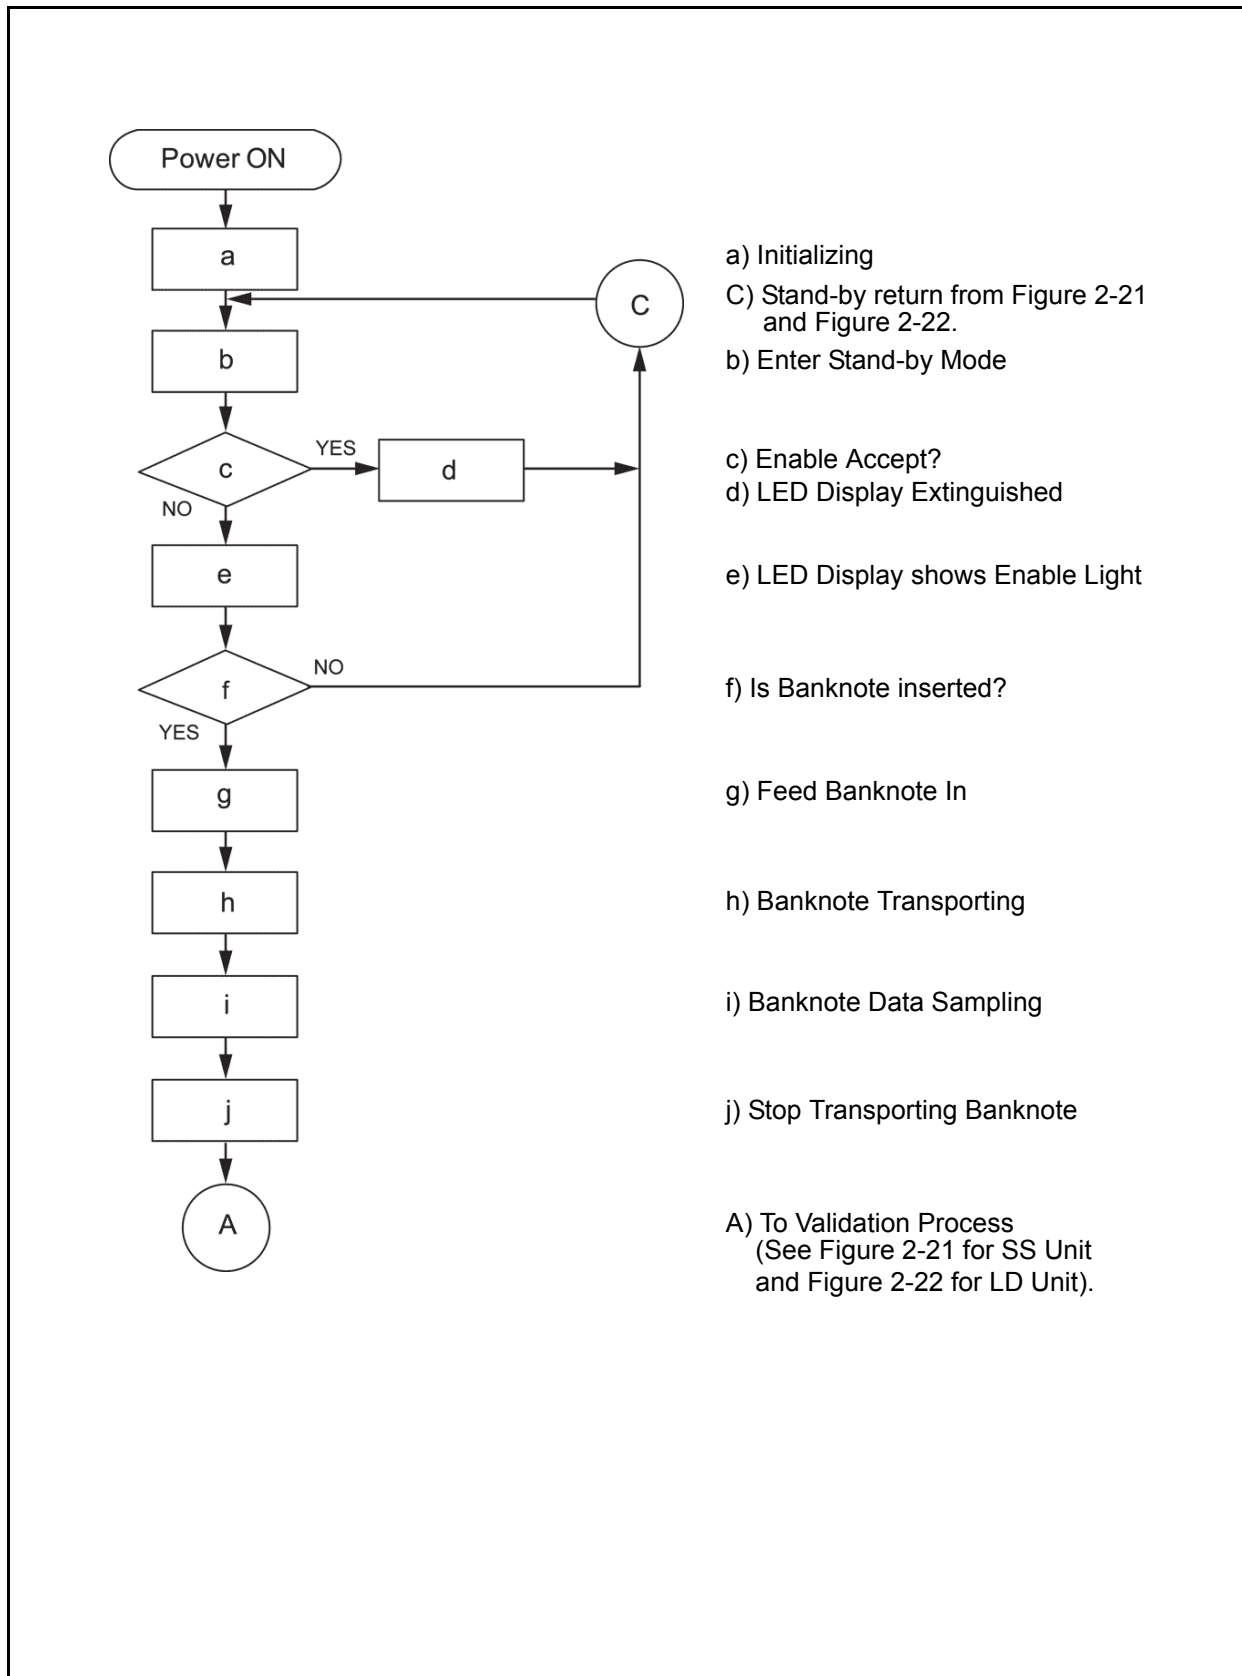 Power ON
a
C
b
YES
c
d
NO
e
NO
f
YES
g
h
i
j
A
a) Initializing
C) Stand-by return from Figure 2-21
and Figure 2-22.
b) Enter Stand-by Mode
c) Enable Accept?
d) LED Display Extinguished
e) LED Display shows Enable Light
f) Is Banknote inserted?
g) Feed Banknote In
h) Banknote Transporting
i) Banknote Data Sampling
j) Stop Transporting Banknote
A) To Validation Process
(See Figure 2-21 for SS Unit
and Figure 2-22 for LD Unit).